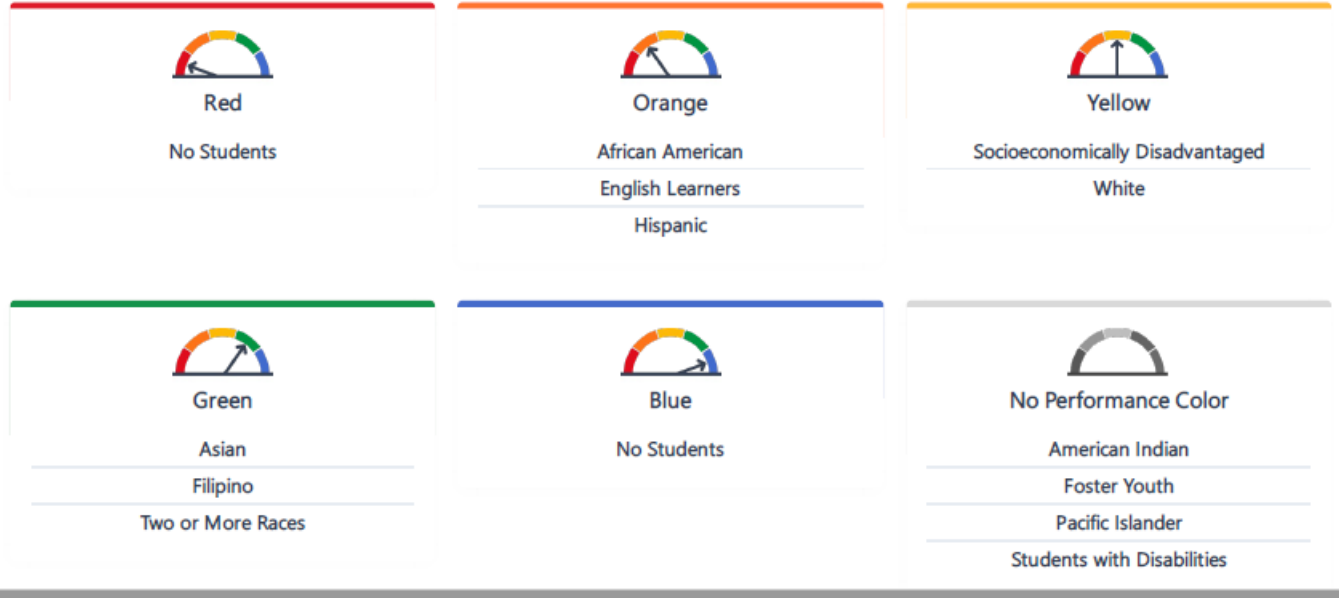 Red
No Students
Orange
African American
English Learners
Hispanic
Yellow
Socioeconomically Disadvantaged
White
Green
Asian
Filipino
Two or More Races
Blue
No Students
No Performance Color
American Indian
Foster Youth
Pacific Islander
Students with Disabilities